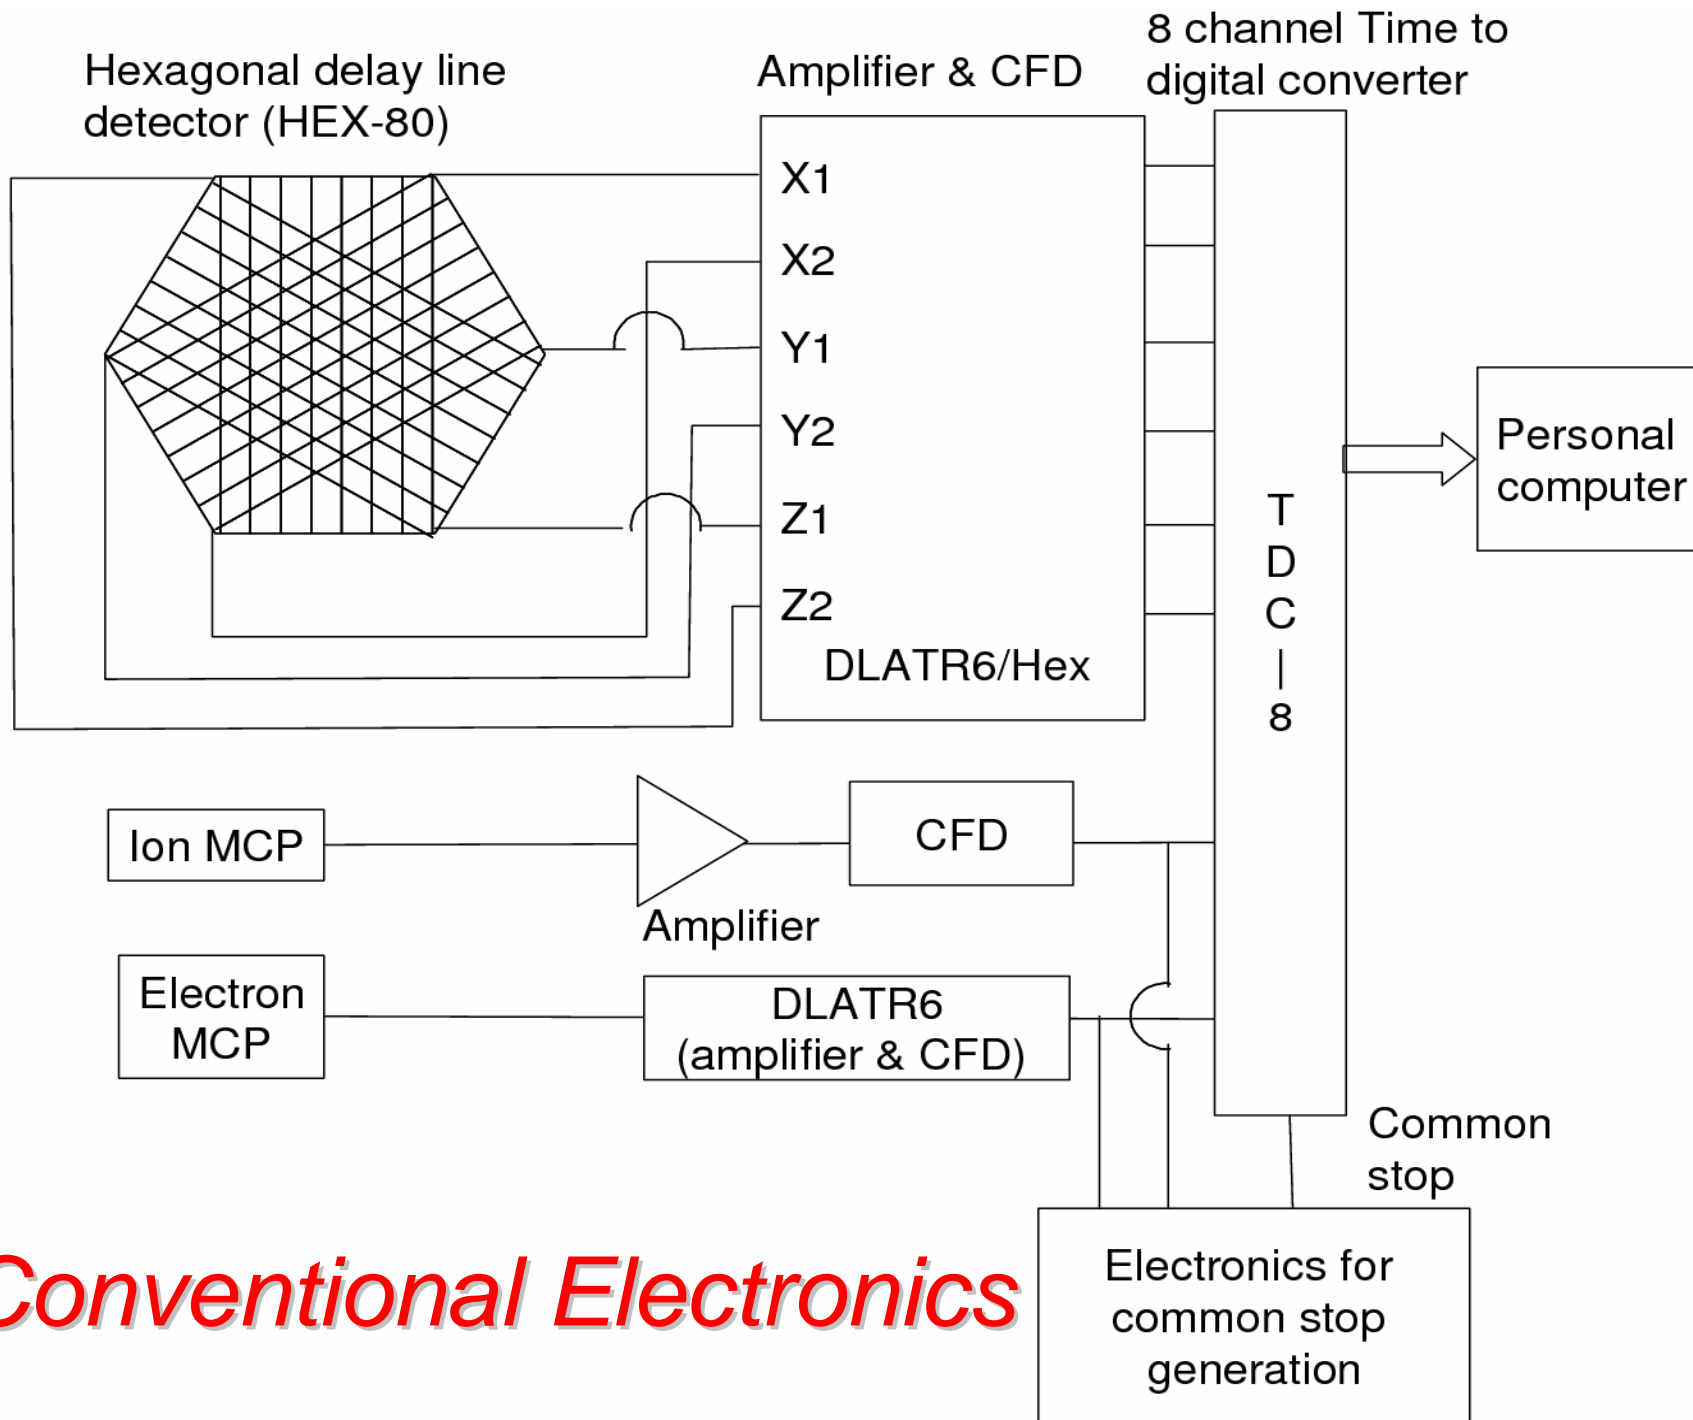 Hexagonal delay line
detector (HEX-80)
Amplifier & CFD
8 channel Time to
digital converter
X1
X2
Y1
Y2
Z1
Z2
DLATR6/Hex
T
D
C
|
8
Personal
computer
Ion MCP
Amplifier
CFD
Electron
MCP
DLATR6
(amplifier & CFD)
Common
stop
Electronics for
common stop
generation
Conventional Electronics